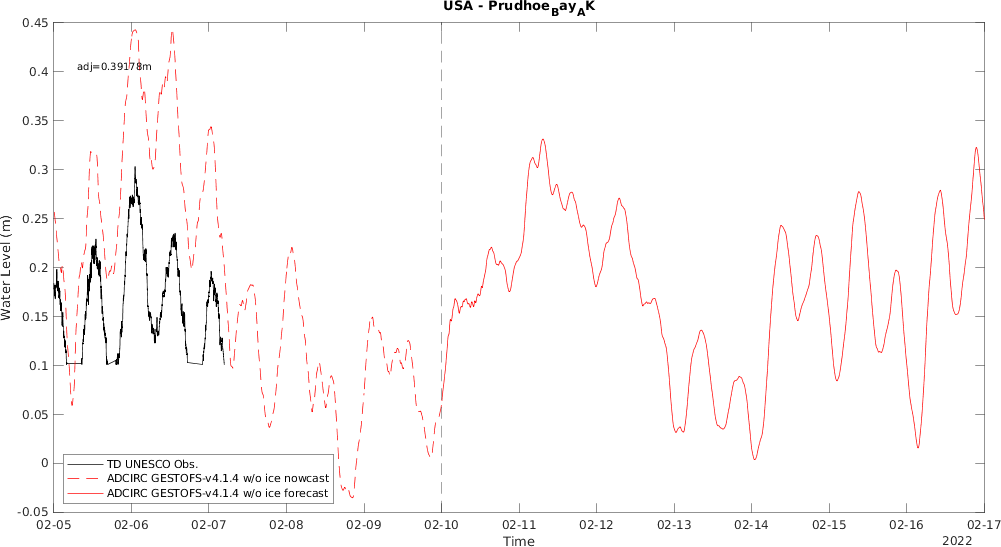 USA - Prudhoe_Bay_AK
adj=0.39178m
Water Level (m)
0.45
0.4
0.35
0.3
0.25
0.2
0.15
0.1
0.05
0
-0.05
TD UNESCO Obs.
ADCIRC GESTOFS-v4.1.4 w/o ice nowcast
ADCIRC GESTOFS-v4.1.4 w/o ice forecast
02-05 02-06 02-07 02-08 02-09 02-10 02-11 02-12 02-13 02-14 02-15 02-16 02-17
Time
2022